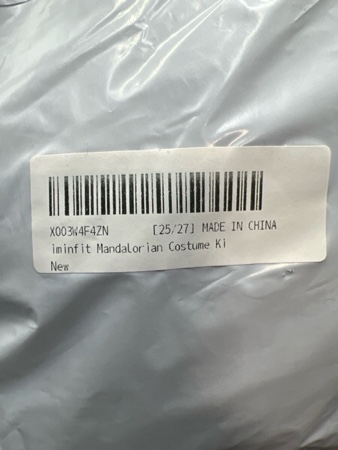 X003W4F4ZN [25/27] MADE IN CHINA
iminfit Mandalorian Costume Ki
New